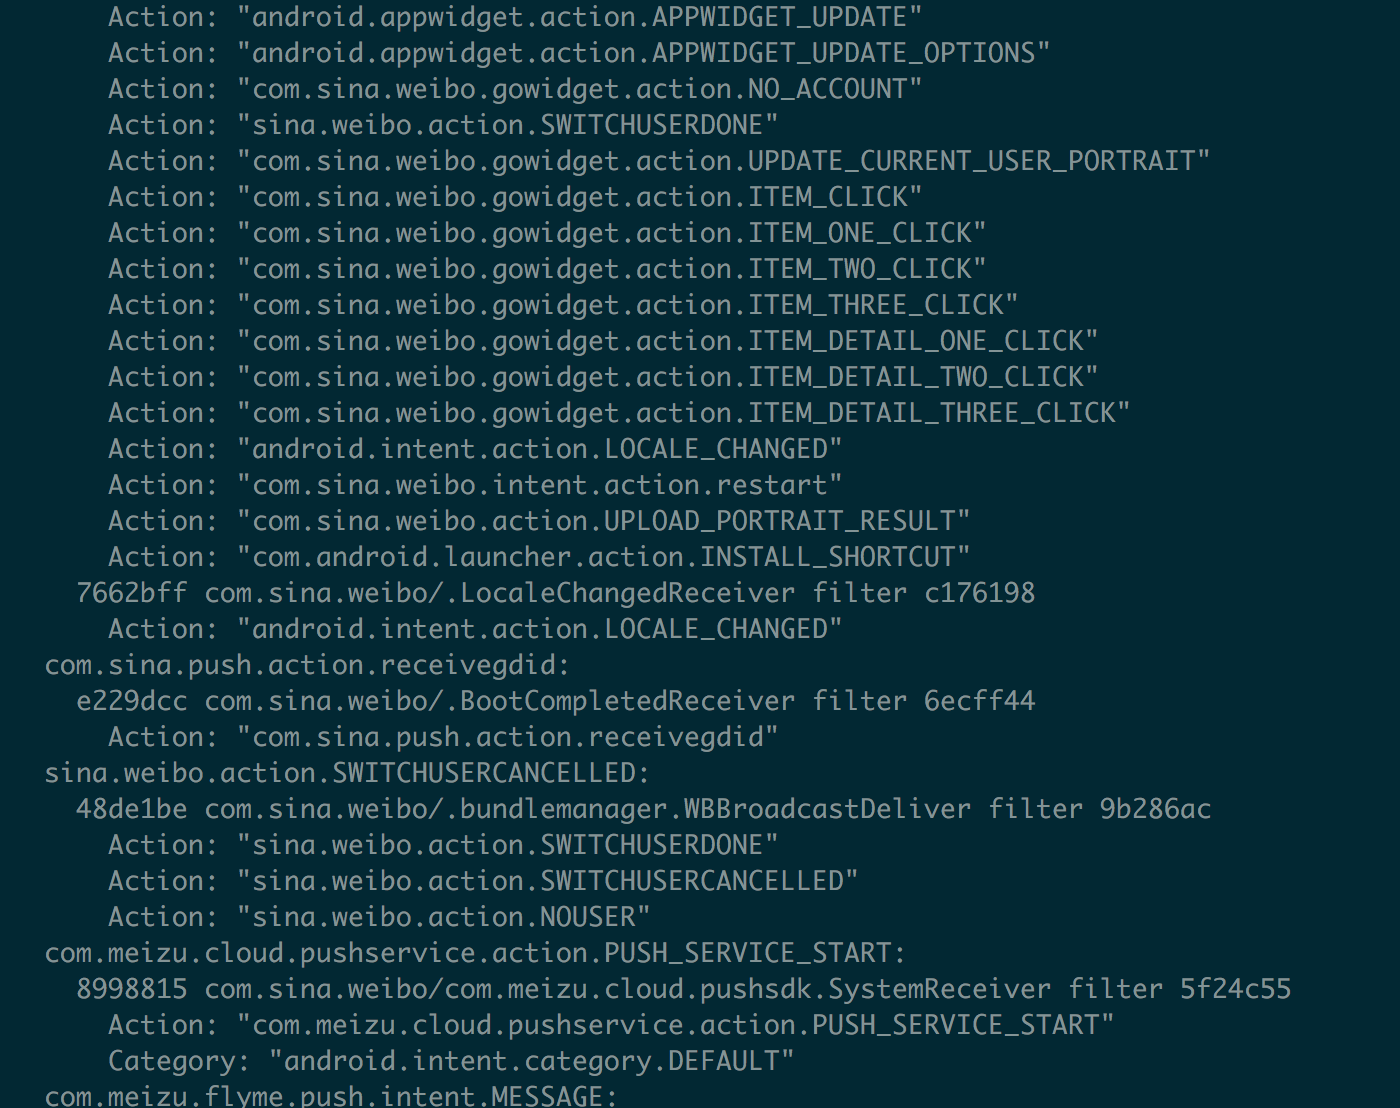 Action: "android.appwidget.action.APPWIDGET_UPDATE"
Action: "android.appwidget.action.APPWIDGET_UPDATE_OPTIONS"
Action: "com.sina.weibo.gowidget.action.NO_ACCOUNT"
Action: "sina.weibo.action.SWITCHUSERDONE"
Action: "com.sina.weibo.gowidget.action.UPDATE_CURRENT_USER_PORTRAIT"
Action: "com.sina.weibo.gowidget.action.ITEM_CLICK"
Action: "com.sina.weibo.gowidget.action.ITEM_ONE_CLICK"
Action: "com.sina.weibo.gowidget.action.ITEM_TWO_CLICK"
Action: "com.sina.weibo.gowidget.action.ITEM_THREE_CLICK"
Action: "com.sina.weibo.gowidget.action.ITEM_DETAIL_ONE_CLICK"
Action: "com.sina.weibo.gowidget.action.ITEM_DETAIL_TWO_CLICK"
Action: "com.sina.weibo.gowidget.action.ITEM_DETAIL_THREE_CLICK"
Action: "android.intent.action.LOCALE_CHANGED"
Action: "com.sina.weibo.intent.action.restart"
Action: "com.sina.weibo.action.UPLOAD_PORTRAIT_RESULT"
Action: "com.android.launcher.action.INSTALL_SHORTCUT"
7662bff com.sina.weibo/.LocaleChangedReceiver filter c176198
Action: "android.intent.action.LOCALE_CHANGED"
com.sina.push.action.receivegdid:
e229dcc com.sina.weibo/.BootCompletedReceiver filter 6ecff44
Action: "com.sina.push.action.receivegdid"
sina.weibo.action.SWITCHUSERCANCELLED:
48de1be com.sina.weibo/.bundlemanager.WBBroadcastDeliver filter 9b286ac
Action: "sina.weibo.action.SWITCHUSERDONE"
Action: "sina.weibo.action.SWITCHUSERCANCELLED"
Action: "sina.weibo.action.NOUSER"
com.meizu.cloud.pushservice.action.PUSH_SERVICE_START:
8998815 com.sina.weibo/com.meizu.cloud.pushsdk.SystemReceiver filter 5f24c55
Action: "com.meizu.cloud.pushservice.action.PUSH_SERVICE_START"
Category: "android.intent.category.DEFAULT"
com.meizu.flyme.push.intent.MESSAGE: